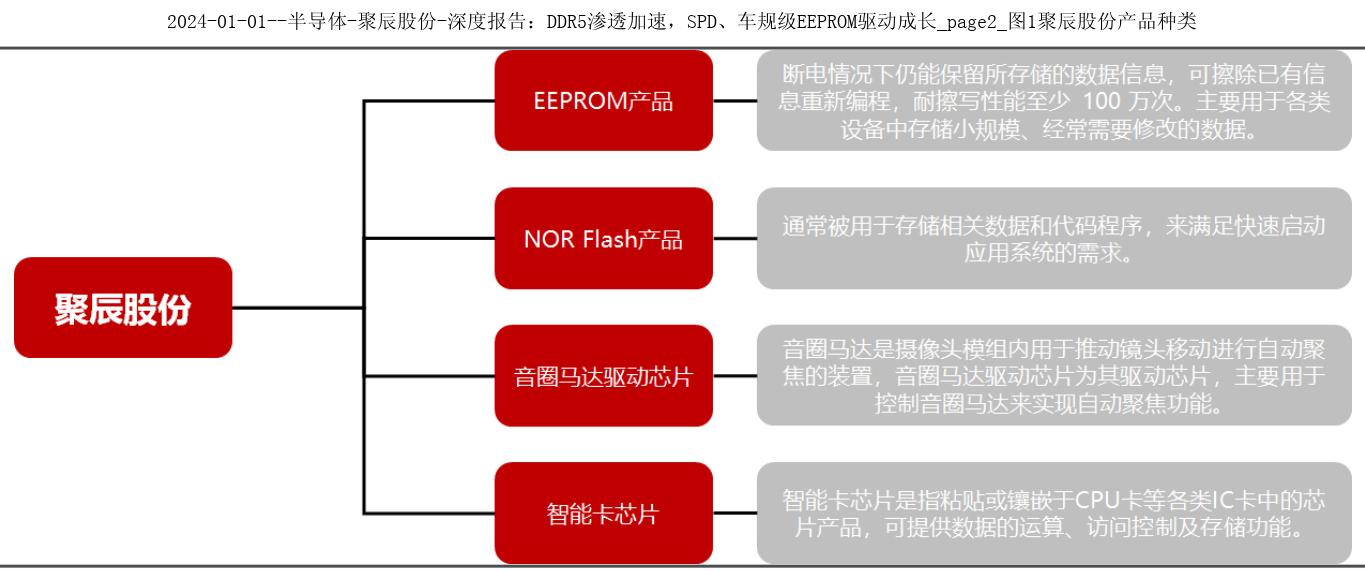 2024-01-01--半导体-聚辰股份-深度报告：DDR5渗透加速，SPD、车规级EEPROM驱动成长_page2_图1聚辰股份产品种类
聚辰股份
EEPROM产品
断电情况下仍能保留所存储的数据信息，可擦除已有信
息重新编程，耐擦写性能至少 100 万次。主要用于各类
设备中存储小规模、经常需要修改的数据。
NOR Flash产品
通常被用于存储相关数据和代码程序，来满足快速启动
应用系统的需求。
音圈马达驱动芯片
音圈马达是摄像头模组内用于推动镜头移动进行自动聚
焦的装置，音圈马达驱动芯片为其驱动芯片，主要用于
控制音圈马达来实现自动聚焦功能。
智能卡芯片
智能卡芯片是指粘贴或镶嵌于CPU卡等各类IC卡中的芯
片产品，可提供数据的运算、访问控制及存储功能。